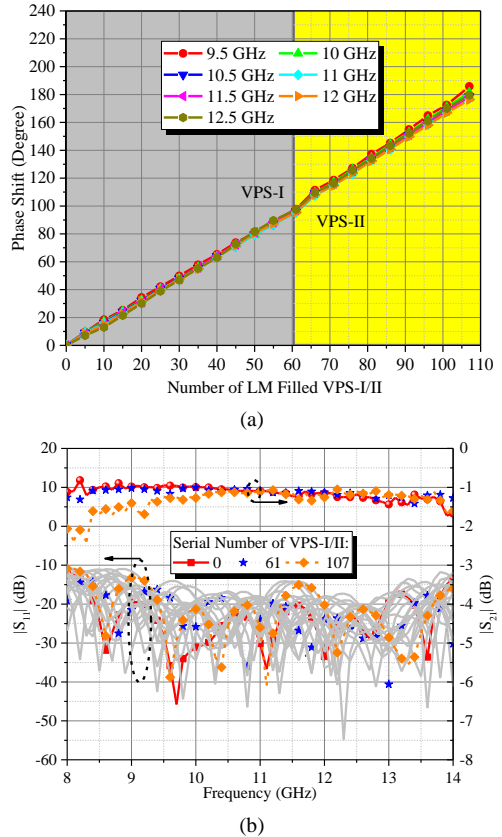 240
220
200
180
160
140
120
100
80
60
40
20
0
Phase Shift (Degree)
9.5 GHz 10 GHz
10.5 GHz 11 GHz
11.5 GHz 12 GHz
12.5 GHz
VPS-I
VPS-II
0 10 20 30 40 50 60 70 80 90 100 110
Number of LM Filled VPS-I/II
(a)
20
10
0
-10
-20
-30
-40
-50
-60
|S11| (dB)
Serial Number of VPS-I/II:
0 61 107
0
-1
-2
-3
-4
-5
-6
-7
-8
|S21| (dB)
8 9 10 11 12 13 14
Frequency (GHz)
(b)